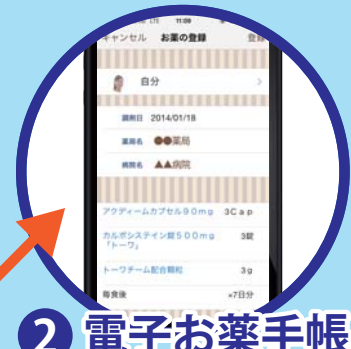 LTE 11:09
キャンセル お薬の登録 登録
自分
調剤日 2014/01/18
薬局名 ●●薬局
病院名 ▲▲病院
アクディームカプセル90mg 3Cap
カルボシステイン錠500mg 3錠
「トーワ」
トーワチーム配合顆粒 3g
毎食後 ×7日分
2 電子お薬手帳